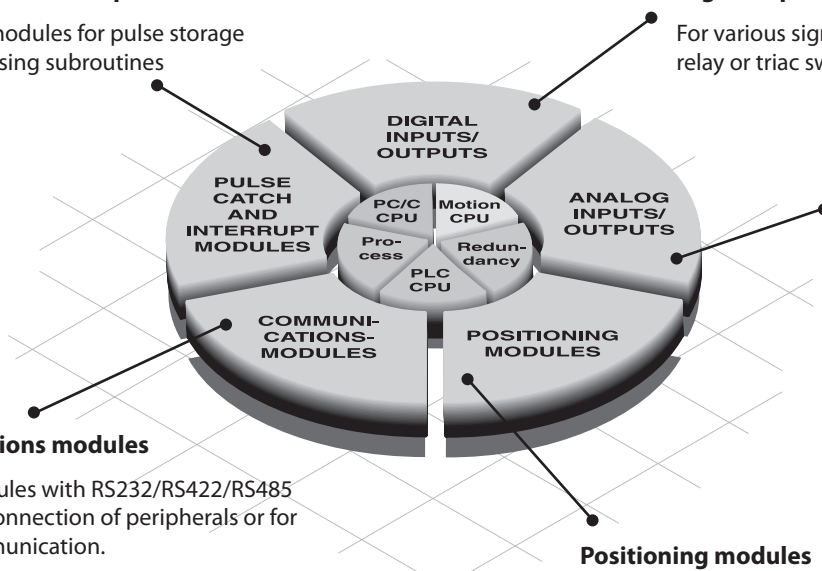 modules for pulse storage
sing subroutines
For various sign
relay or triac sw
DIGITAL
INPUTS/
OUTPUTS
PULSE
CATCH
AND
INTERRUPT
MODULES
PC/C
CPU
Motion
CPU
ANALOG
INPUTS/
OUTPUTS
Pro-
cess
Redun-
dancy
PLC
CPU
COMMUNI-
CATIONS-
MODULES
POSITIONING
MODULES
ions modules
ules with RS232/RS422/RS485
onnection of peripherals or for
munication.
Positioning modules